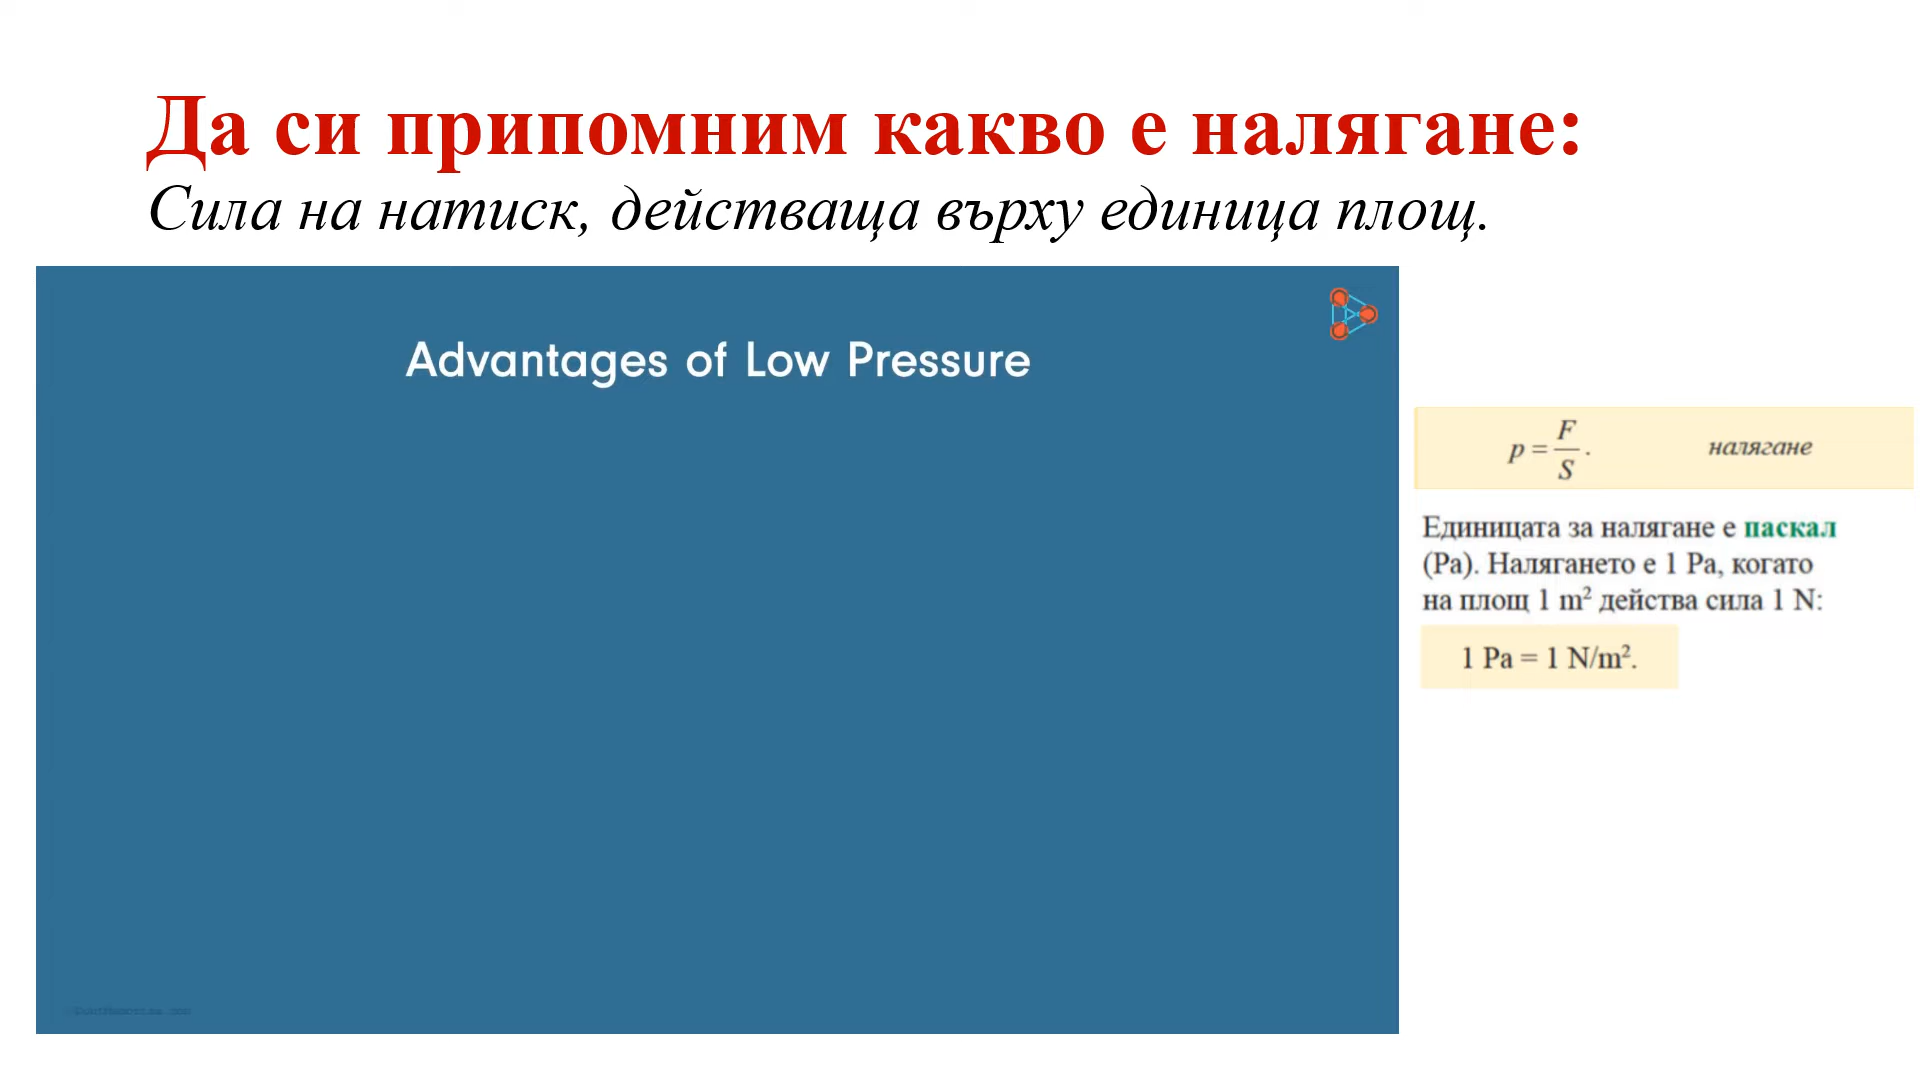 Да си припомним какво е налягане:
Сила на натиск, действаща върху единица площ.
Advantages of Low Pressure
p = F/S. налягане
Единицата за налягане е паскал
(Pa). Налягането е 1 Pa, когато
на площ 1 m² действа сила 1 N:
1 Pa = 1 N/m².